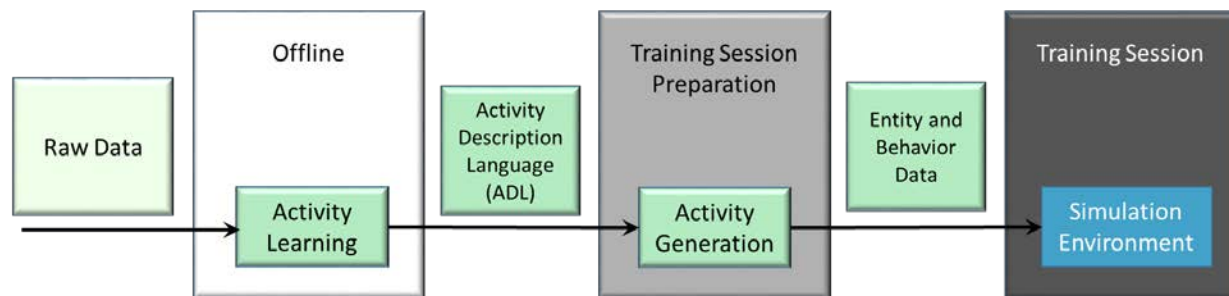 Raw Data
Offline
Activity
Learning
Activity
Description
Language
(ADL)
Training Session
Preparation
Activity
Generation
Entity and
Behavior
Data
Training Session
Simulation
Environment